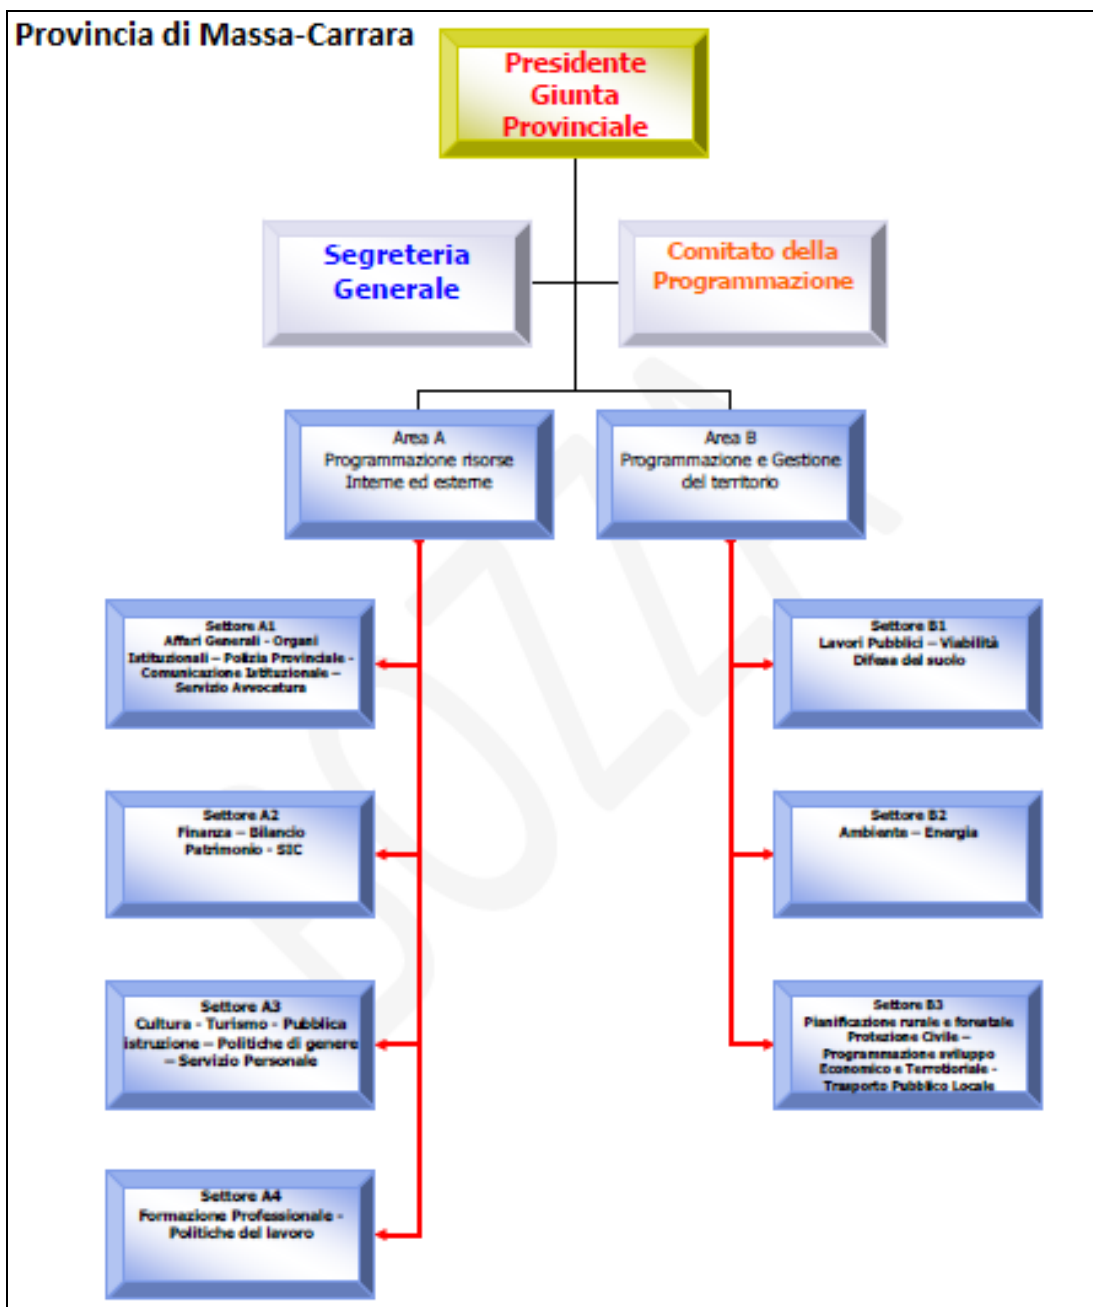 Provincia di Massa-Carrara
Presidente
Giunta
Provinciale
Segreteria
Generale
Comitato della
Programmazione
Area A
Programmazione risorse
Interne ed esterne
Area B
Programmazione e Gestione
del territorio
Settore A1
Affari Generali - Organi
Istituzionali – Polizia Provinciale -
Comunicazione Istituzionale –
Servizio Avvocatura
Settore B1
Lavori Pubblici – Viabilità
Difesa del suolo
Settore A2
Finanza – Bilancio
Patrimonio - SIC
Settore B2
Ambiente – Energia
Settore A3
Cultura - Turismo - Pubblica
istruzione – Politiche di genere
– Servizio Personale
Settore B3
Pianificazione rurale e forestale
Protezione Civile –
Programmazione sviluppo
Economico e Terrotioriale -
Trasporto Pubblico Locale
Settore A4
Formazione Professionale -
Politiche del lavoro
BOZZA